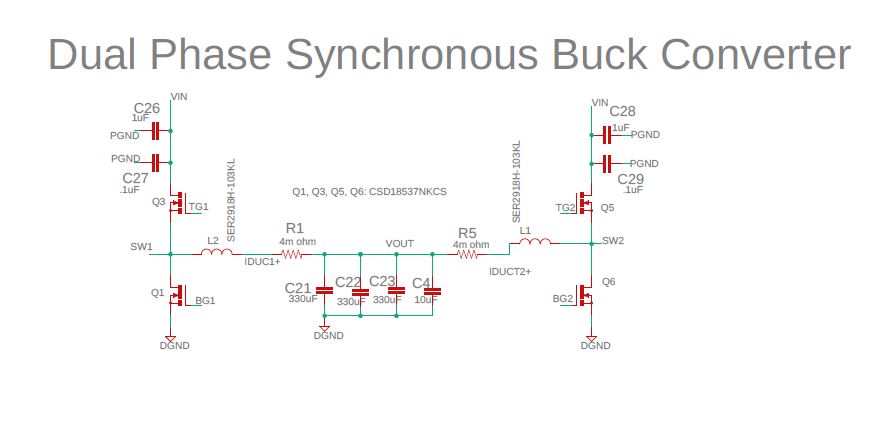 Dual Phase Synchronous Buck Converter
VIN
C26
1uF
PGND
PGND
C27
.1uF
Q3
TG1
SER2918H-103KL
SW1
L2
IDUC1+
Q1
BG1
DGND
Q1, Q3, Q5, Q6: CSD18537NKCS
R1
4m ohm
VOUT
C21
330uF
C22
330uF
C23
330uF
C4
10uF
DGND
R5
4m ohm
IDUCT2+
SER2918H-103KL
L1
VIN
C28
1uF
PGND
PGND
C29
.1uF
TG2
Q5
SW2
Q6
BG2
DGND